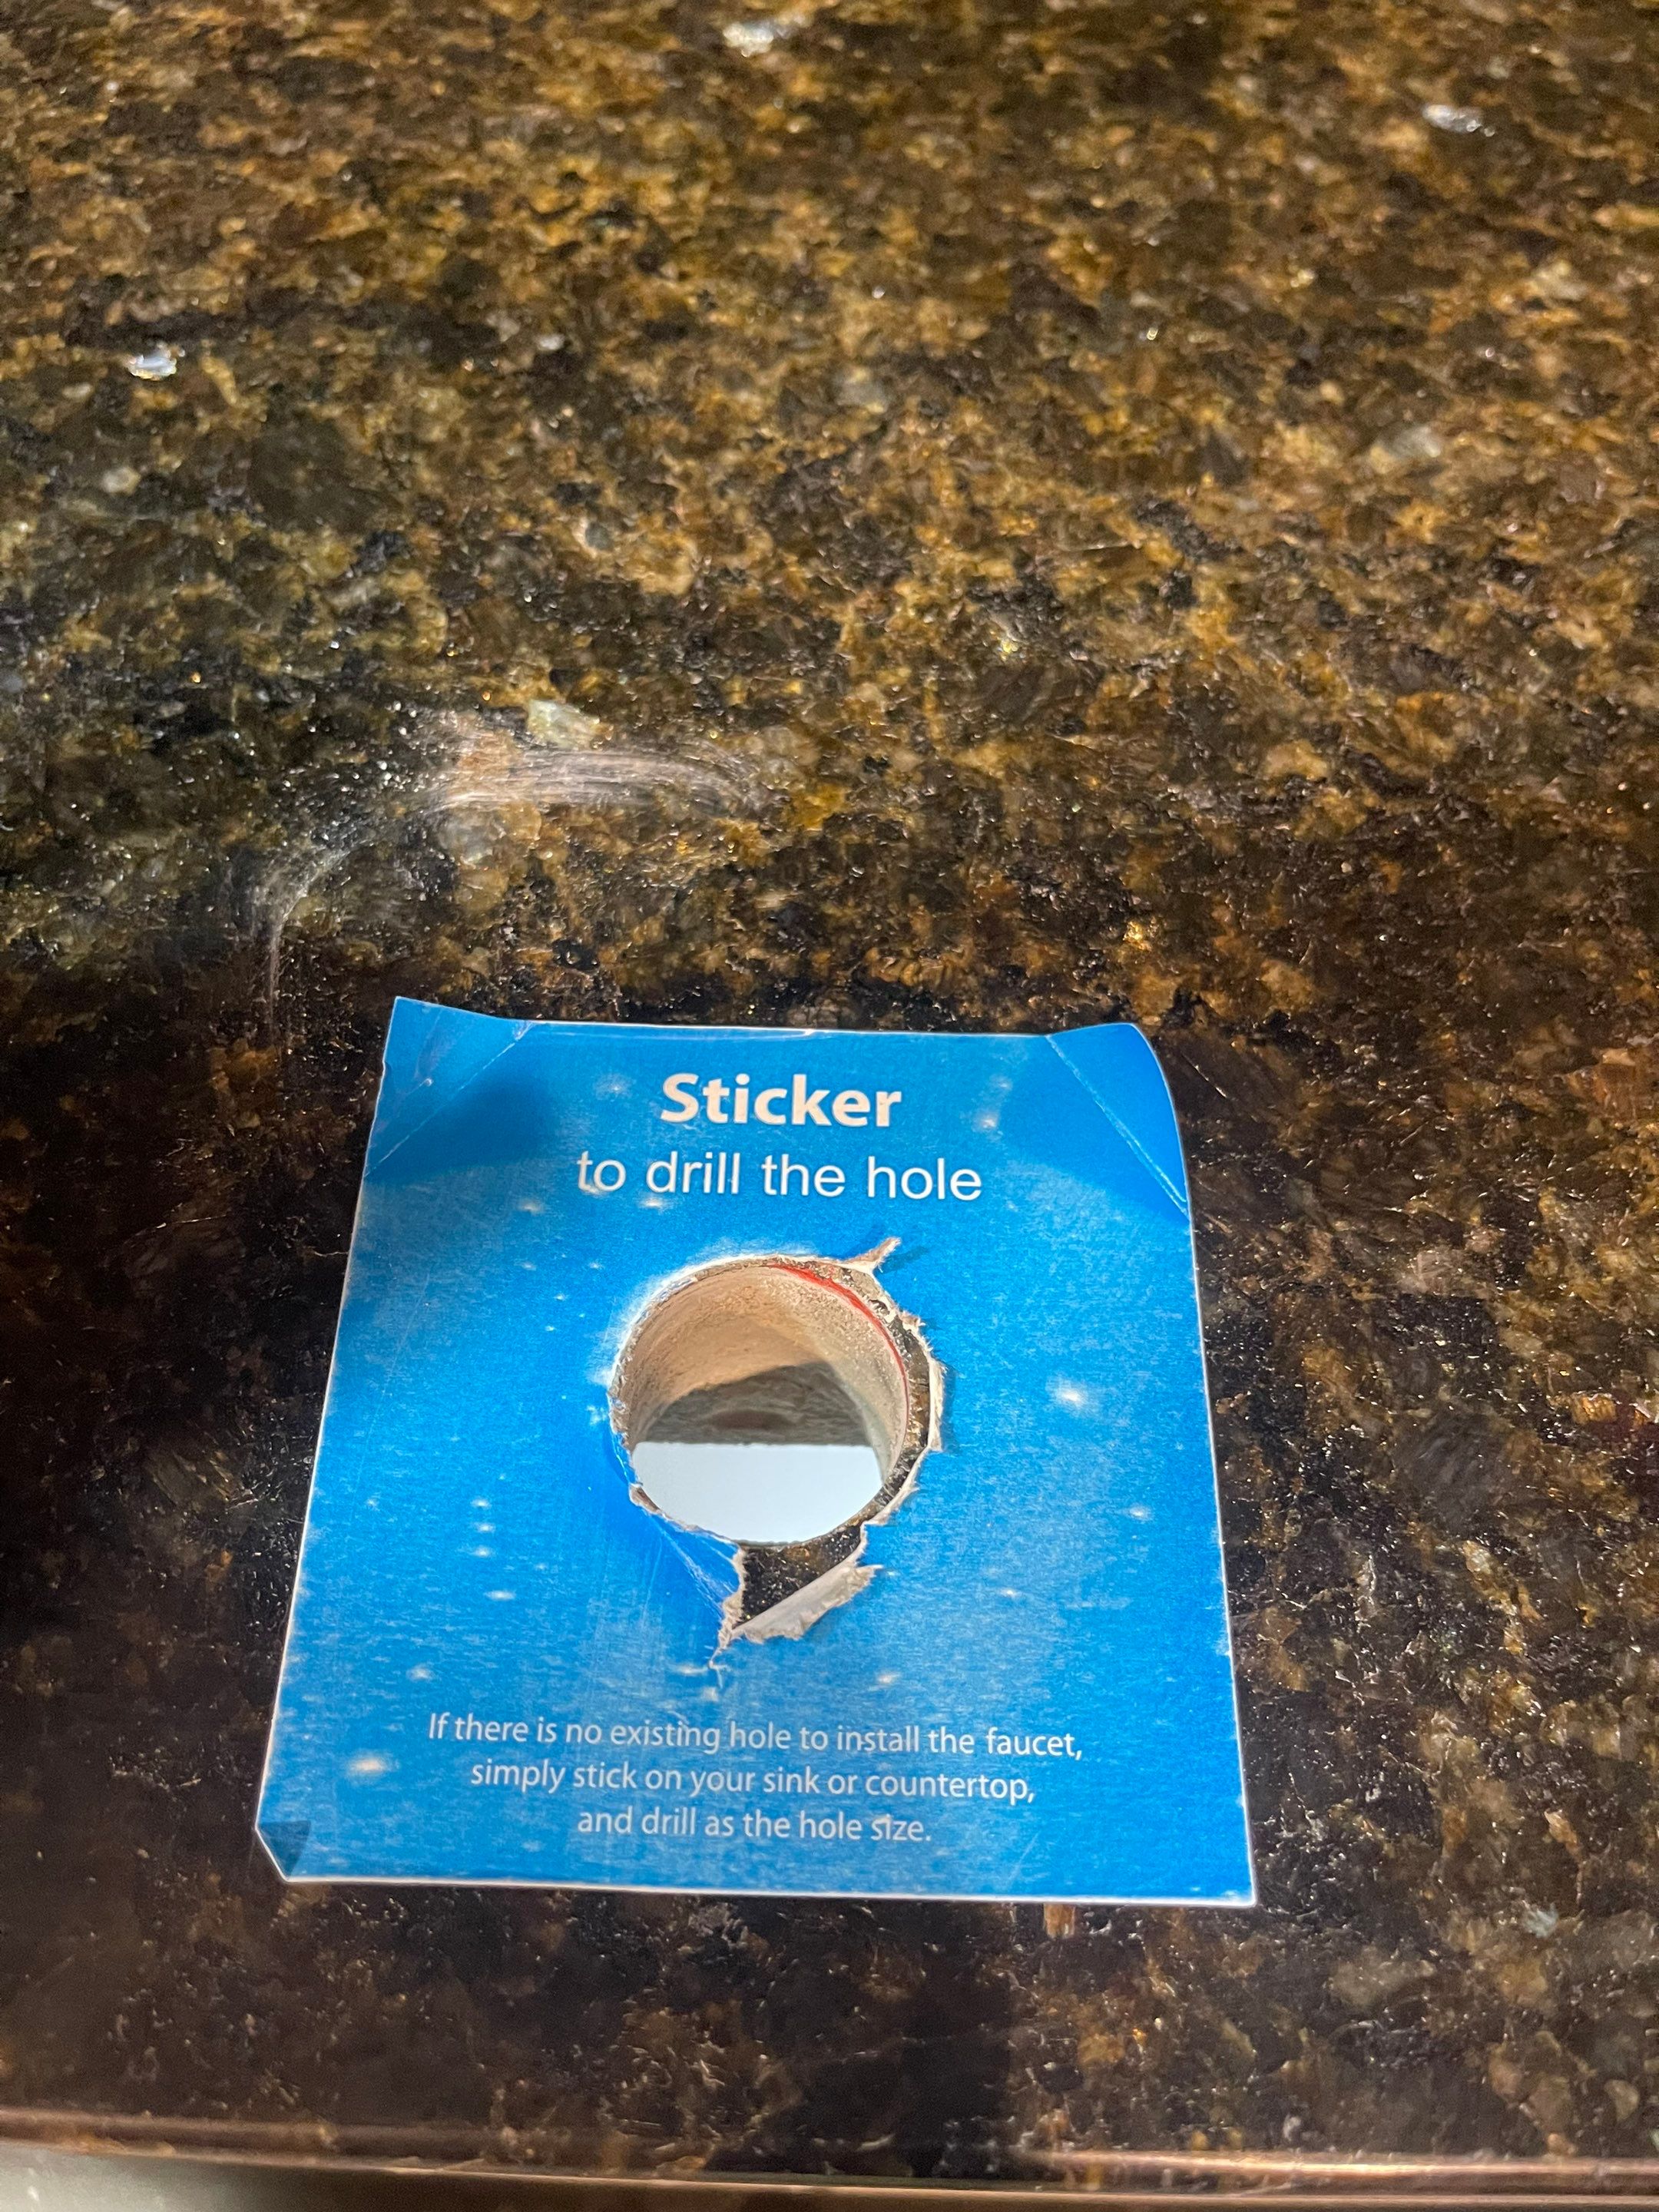 Sticker
to drill the hole
If there is no existing hole to install the faucet,
simply stick on your sink or countertop,
and drill as the hole size.